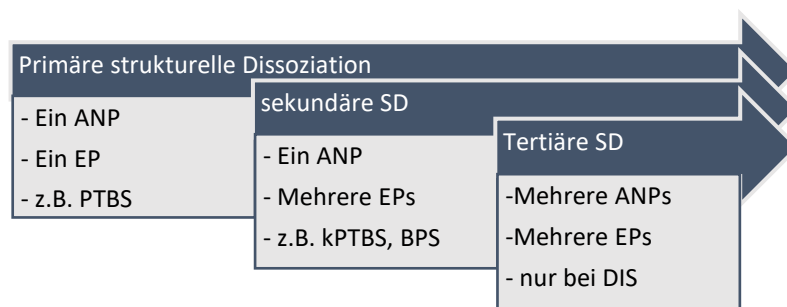 Primäre strukturelle Dissoziation
- Ein ANP
- Ein EP
- z.B. PTBS
sekundäre SD
- Ein ANP
- Mehrere EPs
- z.B. kPTBS, BPS
Tertiäre SD
-Mehrere ANPs
-Mehrere EPs
- nur bei DIS